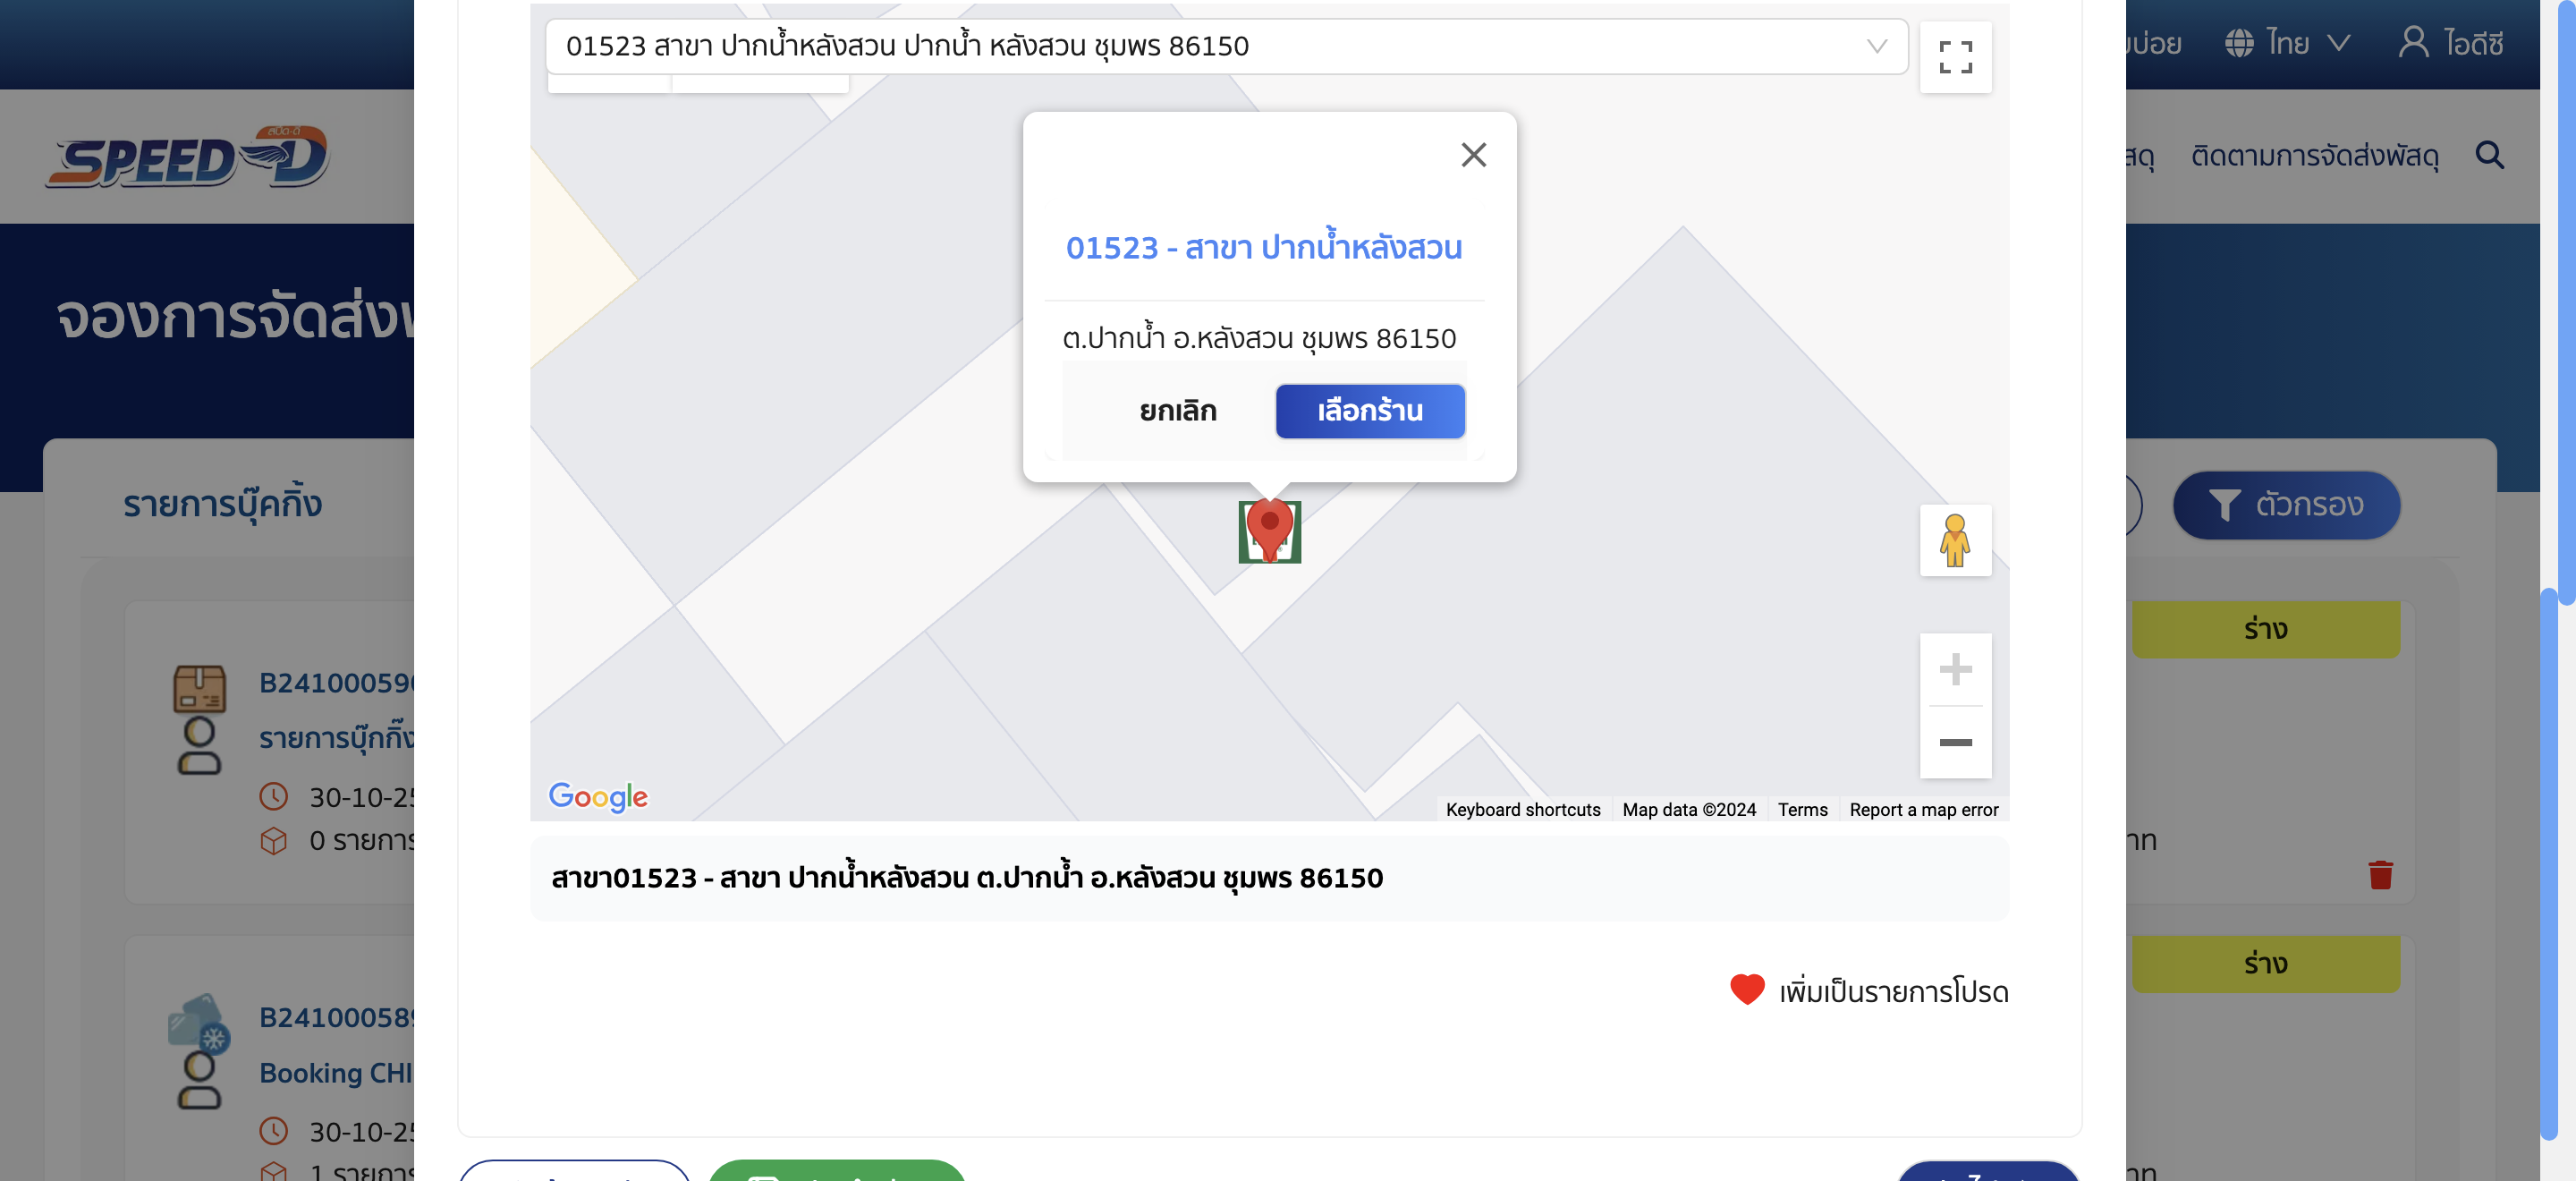 01523 สาขา ปากน้ำหลังสวน ปากน้ำ หลังสวน ชุมพร 86150
ไทย
ไอดีซี
SPEED D
สปีด-ดี
ติดตามการจัดส่งพัสดุ
01523 - สาขา ปากน้ำหลังสวน
ต.ปากน้ำ อ.หลังสวน ชุมพร 86150
ยกเลิก
เลือกร้าน
จองการจัดส่ง
รายการบุ๊คกิ้ง
ตัวกรอง
ร่าง
B24100059
รายการบุ๊กกิ้ง
30-10-25
0 รายการ
Google
Keyboard shortcuts
Map data ©2024
Terms
Report a map error
สาขา01523 - สาขา ปากน้ำหลังสวน ต.ปากน้ำ อ.หลังสวน ชุมพร 86150
เพิ่มเป็นรายการโปรด
ร่าง
B24100058
Booking CHI
30-10-25
1 รายการ